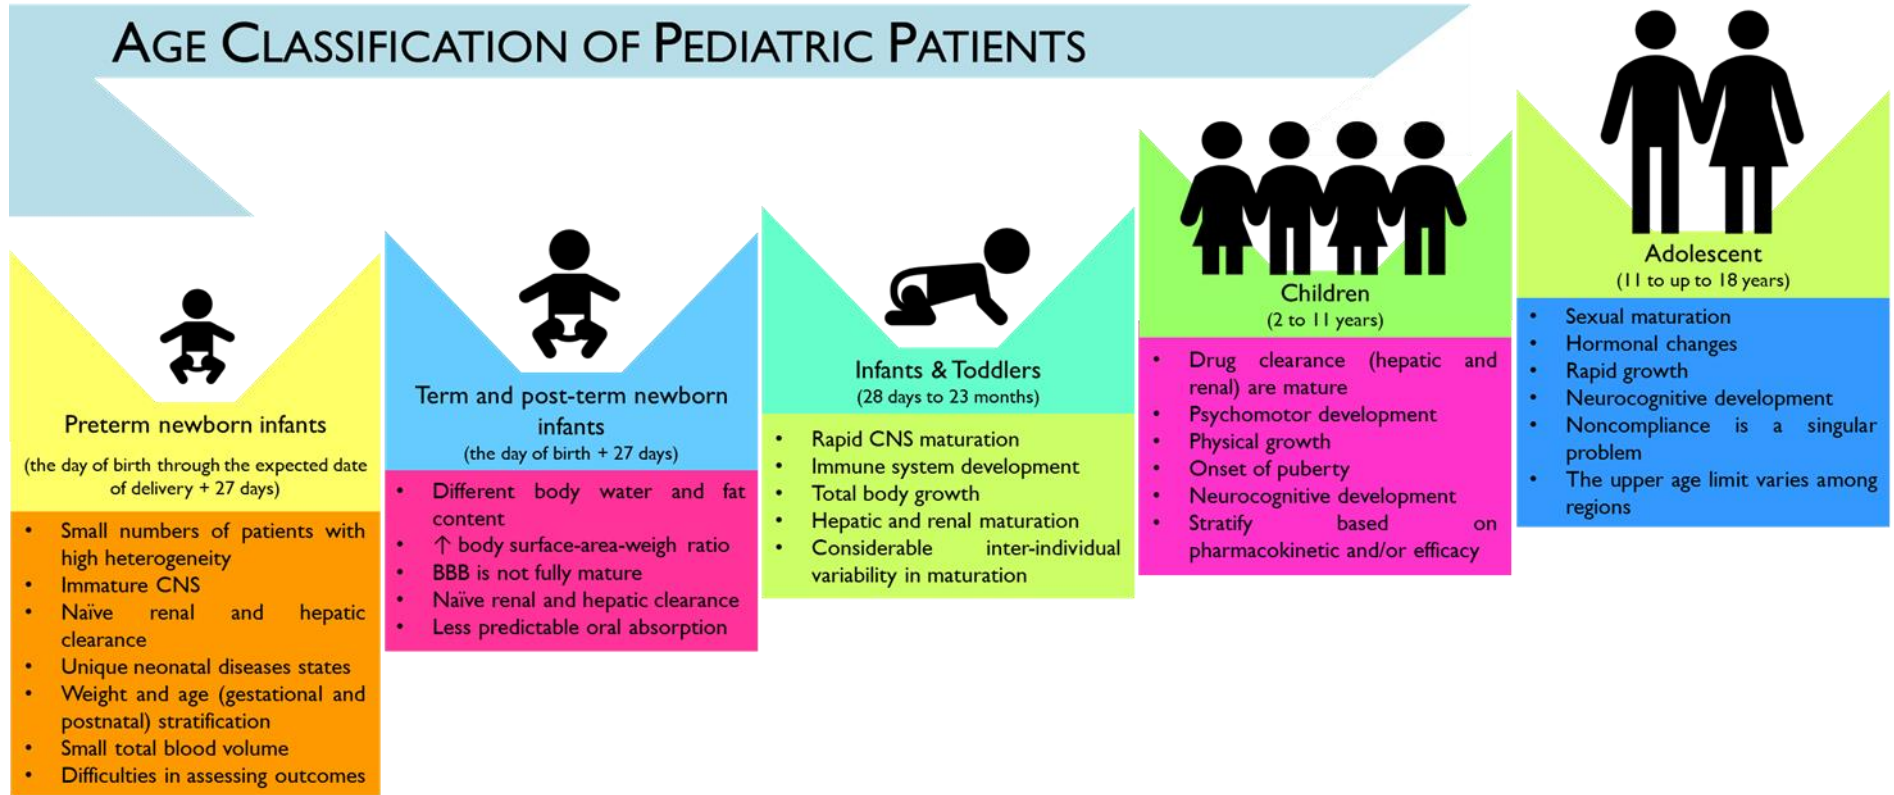 AGE CLASSIFICATION OF PEDIATRIC PATIENTS
Preterm newborn infants
(the day of birth through the expected date
of delivery + 27 days)
• Small numbers of patients with
high heterogeneity
• Immature CNS
• Naïve renal and hepatic
clearance
• Unique neonatal diseases states
• Weight and age (gestational and
postnatal) stratification
• Small total blood volume
• Difficulties in assessing outcomes
Term and post-term newborn
infants
(the day of birth + 27 days)
• Different body water and fat
content
• ↑ body surface-area-weigh ratio
• BBB is not fully mature
• Naïve renal and hepatic clearance
• Less predictable oral absorption
Infants & Toddlers
(28 days to 23 months)
• Rapid CNS maturation
• Immune system development
• Total body growth
• Hepatic and renal maturation
• Considerable inter-individual
variability in maturation
Children
(2 to 11 years)
• Drug clearance (hepatic and
renal) are mature
• Psychomotor development
• Physical growth
• Onset of puberty
• Neurocognitive development
• Stratify based on
pharmacokinetic and/or efficacy
Adolescent
(11 to up to 18 years)
• Sexual maturation
• Hormonal changes
• Rapid growth
• Neurocognitive development
• Noncompliance is a singular
problem
• The upper age limit varies among
regions